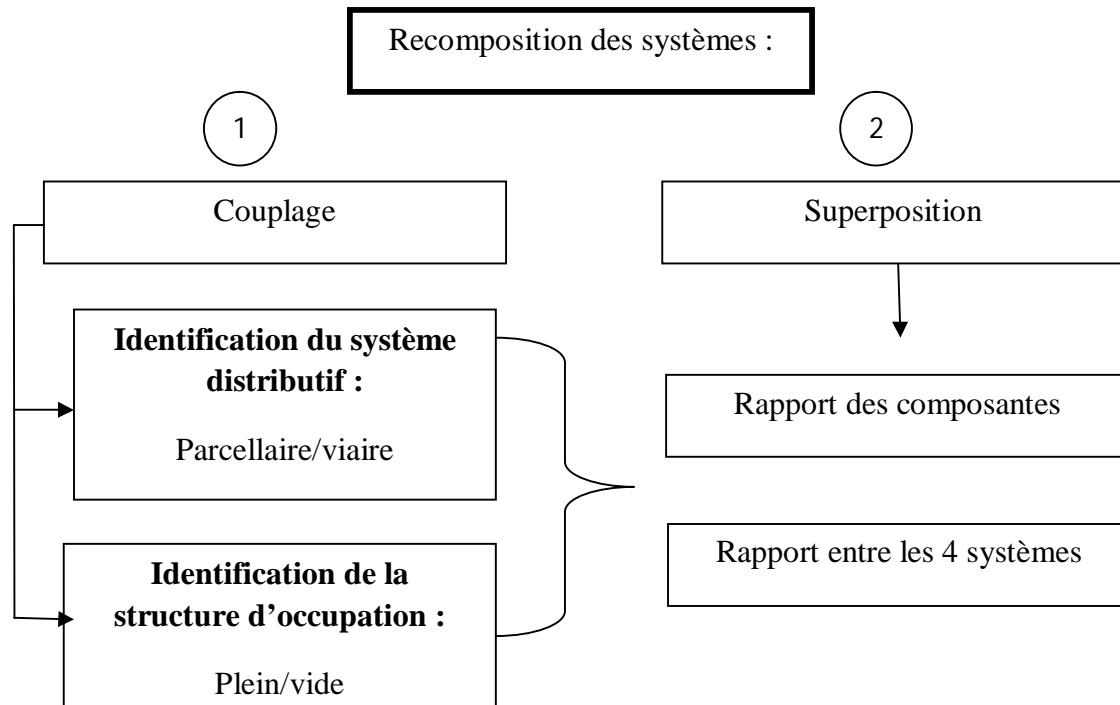 Recomposition des systèmes :
1
2
Couplage
Superposition
Identification du système
distributif :
Parcellaire/viaire
Rapport des composantes
Rapport entre les 4 systèmes
Identification de la
structure d’occupation :
Plein/vide